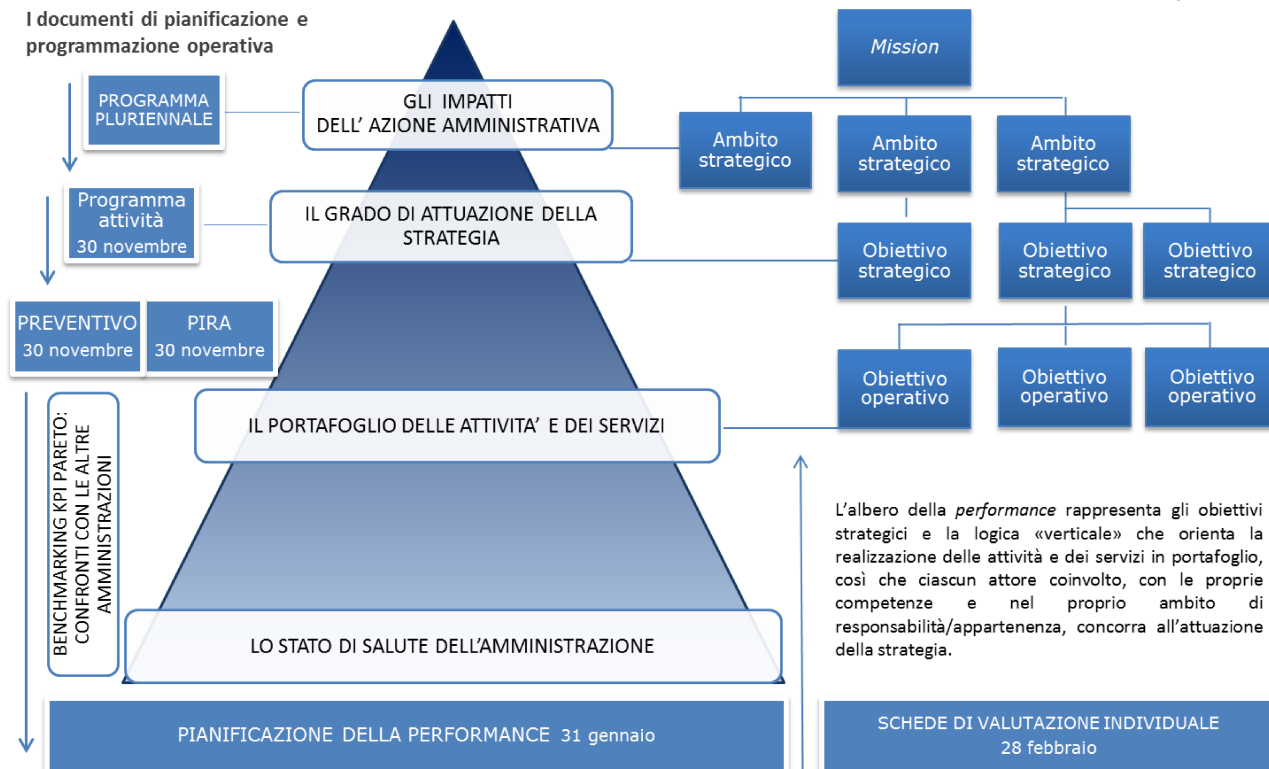 I documenti di pianificazione e
programmazione operativa
PROGRAMMA
PLURIENNALE
GLI IMPATTI
DELL’ AZIONE AMMINISTRATIVA
Programma
attività
30 novembre
IL GRADO DI ATTUAZIONE DELLA
STRATEGIA
PREVENTIVO
30 novembre
PIRA
30 novembre
BENCHMARKING KPI PARETO:
CONFRONTI CON LE ALTRE
AMMINISTRAZIONI
IL PORTAFOGLIO DELLE ATTIVITA’ E DEI SERVIZI
LO STATO DI SALUTE DELL’AMMINISTRAZIONE
PIANIFICAZIONE DELLA PERFORMANCE 31 gennaio
Mission
Ambito
strategico
Ambito
strategico
Ambito
strategico
Obiettivo
strategico
Obiettivo
strategico
Obiettivo
strategico
Obiettivo
operativo
Obiettivo
operativo
Obiettivo
operativo
L’albero della performance rappresenta gli obiettivi
strategici e la logica «verticale» che orienta la
realizzazione delle attività e dei servizi in portafoglio,
così che ciascun attore coinvolto, con le proprie
competenze e nel proprio ambito di
responsabilità/appartenenza, concorra all’attuazione
della strategia.
SCHEDE DI VALUTAZIONE INDIVIDUALE
28 febbraio